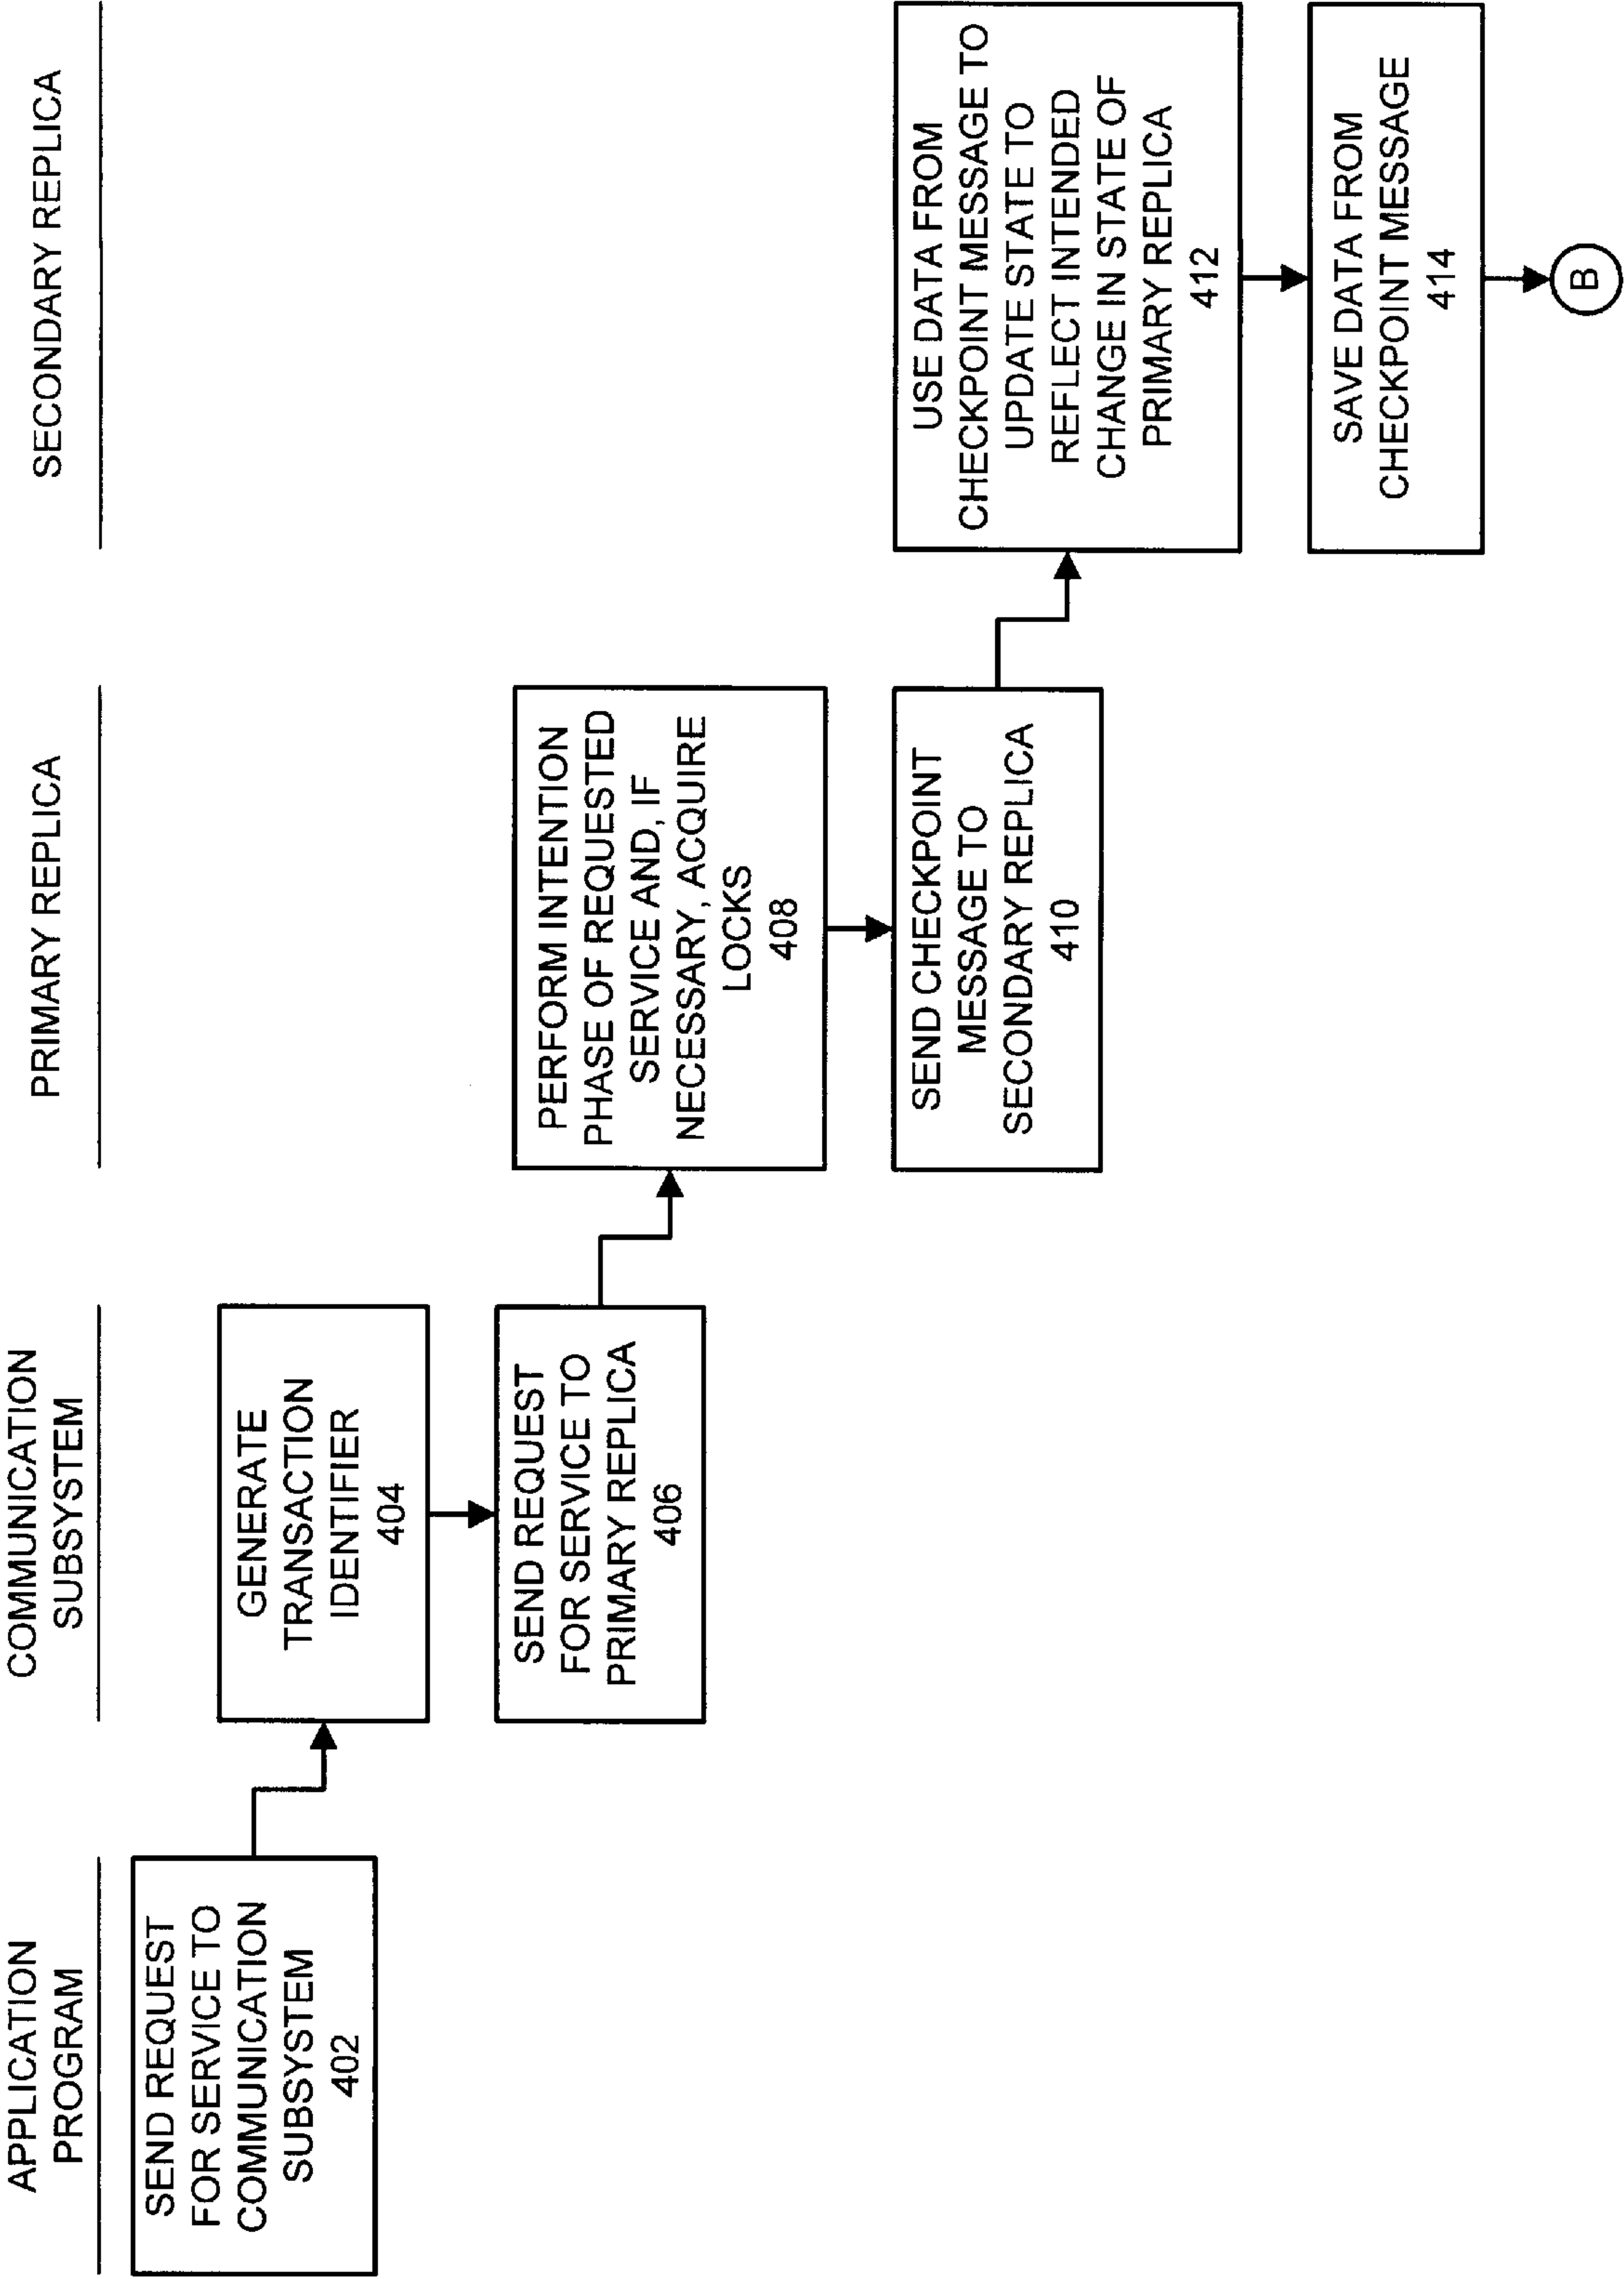 APPLICATION
PROGRAM
COMMUNICATION
SUBSYSTEM
PRIMARY REPLICA
SECONDARY REPLICA
SEND REQUEST
FOR SERVICE TO
COMMUNICATION
SUBSYSTEM
402
GENERATE
TRANSACTION
IDENTIFIER
404
SEND REQUEST
FOR SERVICE TO
PRIMARY REPLICA
406
PERFORM INTENTION
PHASE OF REQUESTED
SERVICE AND, IF
NECESSARY, ACQUIRE
LOCKS
408
SEND CHECKPOINT
MESSAGE TO
SECONDARY REPLICA
410
USE DATA FROM
CHECKPOINT MESSAGE TO
UPDATE STATE TO
REFLECT INTENDED
CHANGE IN STATE OF
PRIMARY REPLICA
412
SAVE DATA FROM
CHECKPOINT MESSAGE
414
B